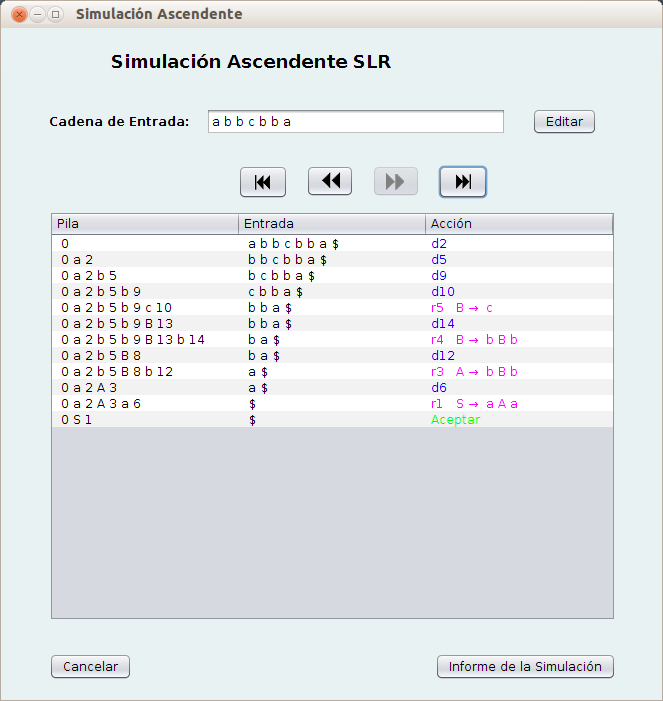 Simulación Ascendente
Simulación Ascendente SLR
Cadena de Entrada: a b b c b b a Editar
Pila Entrada Acción
0 a b b c b b a $ d2
0 a 2 b b c b b a $ d5
0 a 2 b 5 b c b b a $ d9
0 a 2 b 5 b 9 c b b a $ d10
0 a 2 b 5 b 9 c 10 b b a $ r5 B → c
0 a 2 b 5 b 9 B 13 b b a $ d14
0 a 2 b 5 b 9 B 13 b 14 b a $ r4 B → b B b
0 a 2 b 5 B 8 b a $ d12
0 a 2 b 5 B 8 b 12 a $ r3 A → b B b
0 a 2 A 3 a $ d6
0 a 2 A 3 a 6 $ r1 S → a A a
0 S 1 $ Aceptar
Cancelar Informe de la Simulación